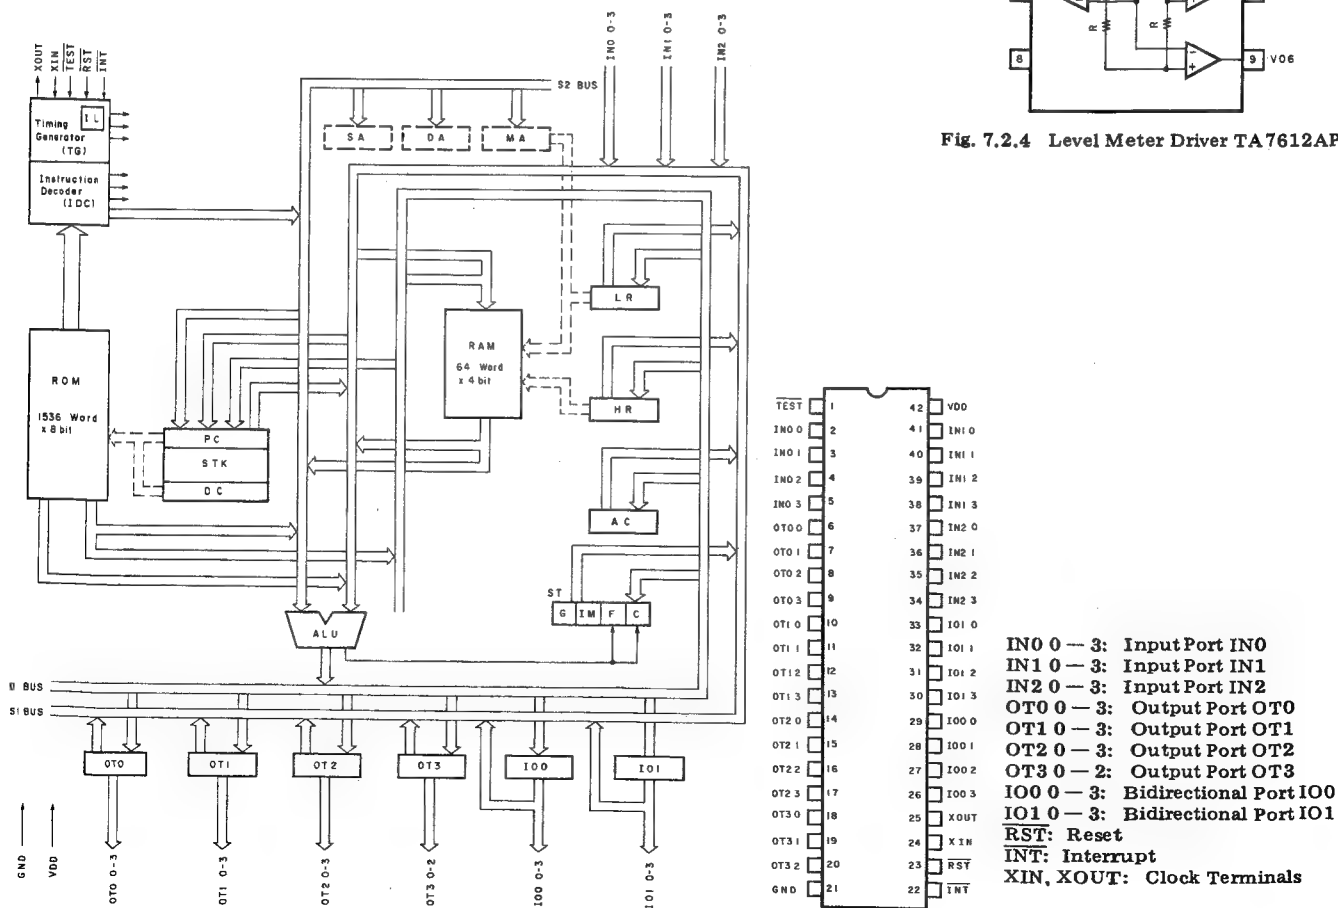 XOUT
XIN
TEST
RST
INT
IN0 0-3
IN1 0-3
IN2 0-3
S2 BUS
Timing
Generator
(TG)
IL
Instruction
Decoder
(IDC)
SA
DA
MA
LR
RAM
64 Word
x 4bit
HR
ROM
1536 Word
x 8bit
PC
STK
DC
AC
ST
G
IM
F
C
ALU
BUS
S1 BUS
OT0
OT1
OT2
OT3
IO0
IO1
GND
VDD
OT0 0-3
OT1 0-3
OT2 0-3
OT3 0-2
IO0 0-3
IO1 0-3
R
R
-
+
8
9 VO6
Fig. 7.2.4 Level Meter Driver TA7612AP
TEST 1 42 VDD
IN0 0 2 41 IN1 0
IN0 1 3 40 IN1 1
IN0 2 4 39 IN1 2
IN0 3 5 38 IN1 3
OT0 0 6 37 IN2 0
OT0 1 7 36 IN2 1
OT0 2 8 35 IN2 2
OT0 3 9 34 IN2 3
OT1 0 10 33 IO1 0
OT1 1 11 32 IO1 1
OT1 2 12 31 IO1 2
OT1 3 13 30 IO1 3
OT2 0 14 29 IO0 0
OT2 1 15 28 IO0 1
OT2 2 16 27 IO0 2
OT2 3 17 26 IO0 3
OT3 0 18 25 XOUT
OT3 1 19 24 XIN
OT3 2 20 23 RST
GND 21 22 INT
IN0 0 — 3: Input Port IN0
IN1 0 — 3: Input Port IN1
IN2 0 — 3: Input Port IN2
OT0 0 — 3: Output Port OT0
OT1 0 — 3: Output Port OT1
OT2 0 — 3: Output Port OT2
OT3 0 — 2: Output Port OT3
IO0 0 — 3: Bidirectional Port IO0
IO1 0 — 3: Bidirectional Port IO1
RST: Reset
INT: Interrupt
XIN, XOUT: Clock Terminals